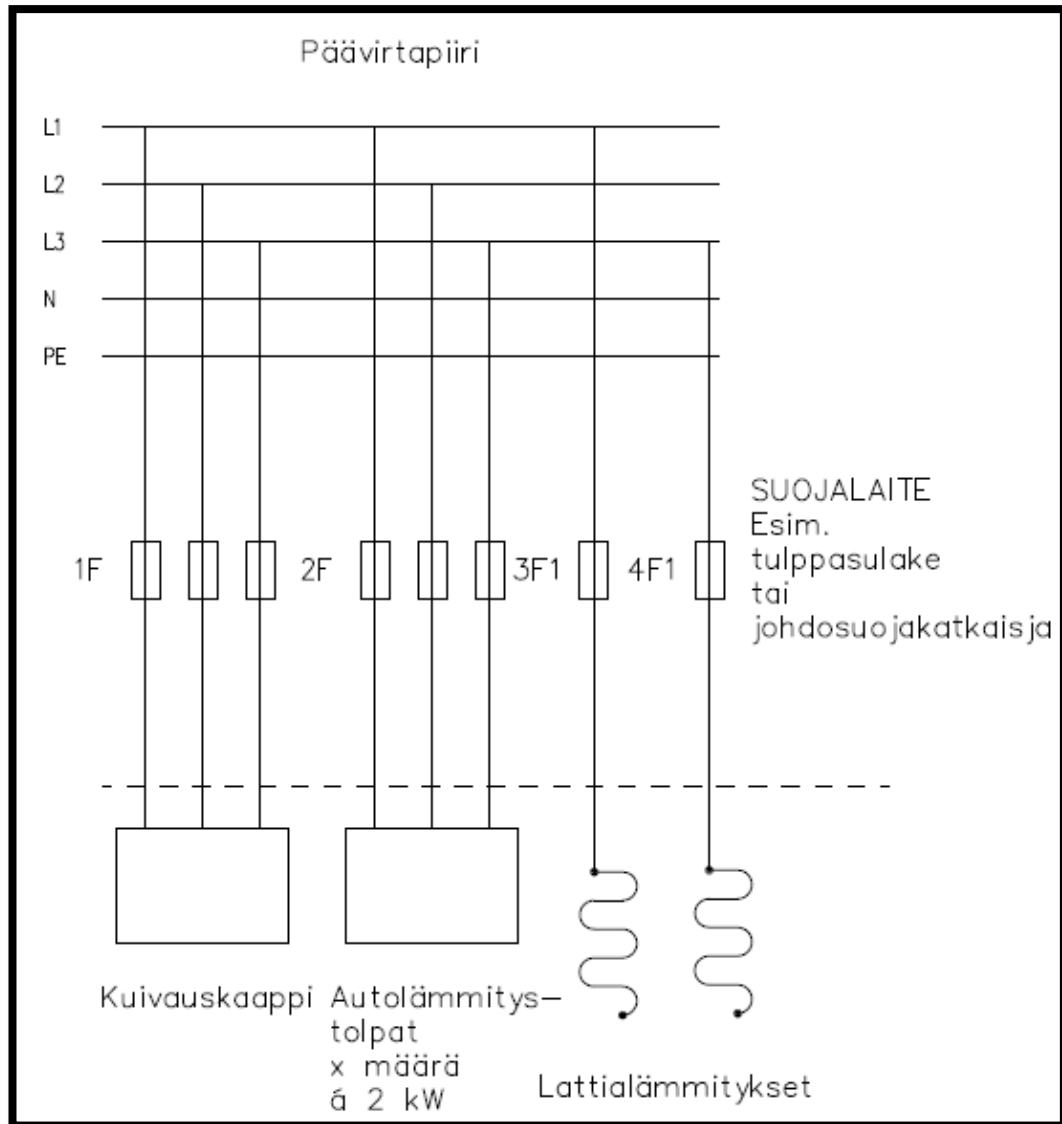 Päävirtapiiri
L1
L2
L3
N
PE
1F
2F
3F1
4F1
SUOJALAITE
Esim.
tulppasulake
tai
johdosuojakatkaisja
Kuivauskaappi
Autolämmitys-
tolpat
x määrä
á 2 kW
Lattialämmitykset